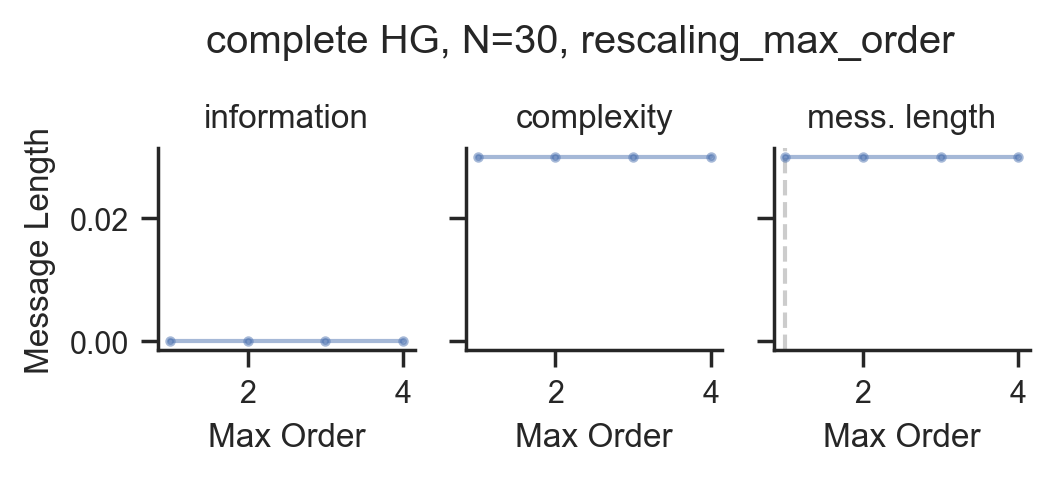 complete HG, N=30, rescaling_max_order
information
complexity
mess. length
Message Length
0.02
0.00
2
4
2
4
2
4
Max Order
Max Order
Max Order